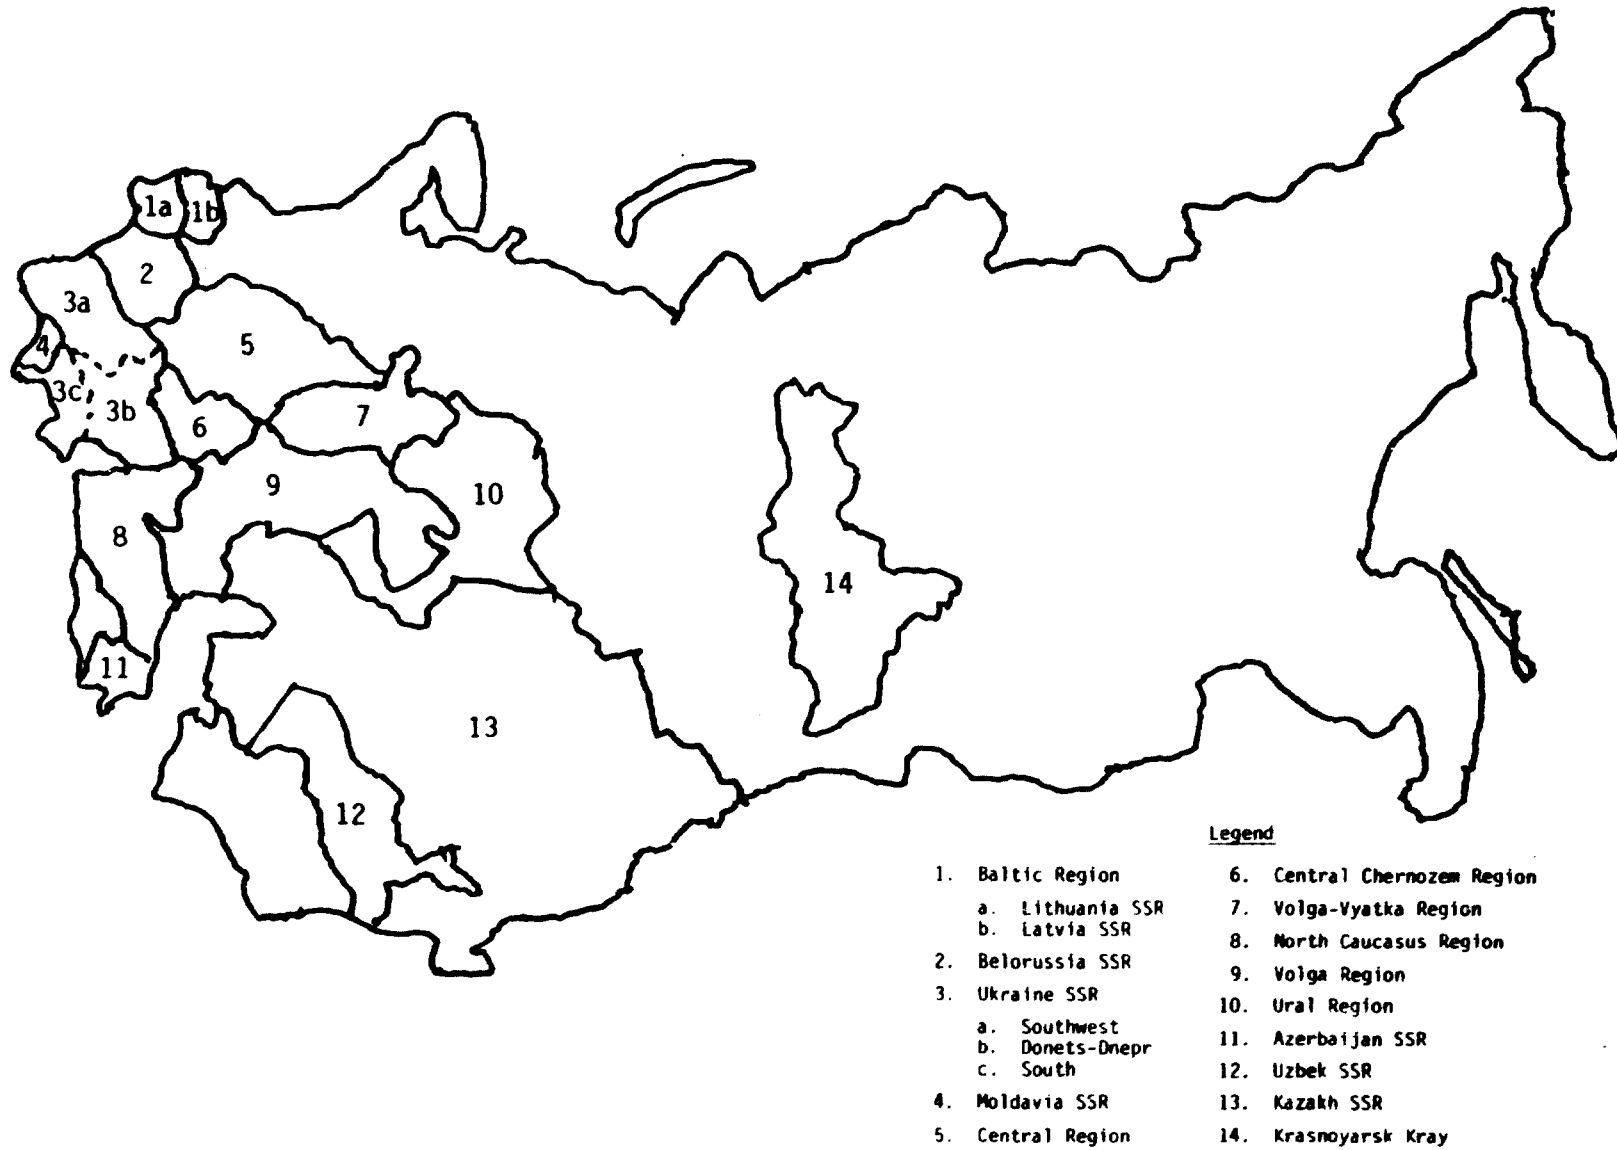 1a
1b
2
3a
4
5
3c
3b
6
7
9
10
8
14
11
13
12
Legend
1. Baltic Region
a. Lithuania SSR
b. Latvia SSR
2. Belorussia SSR
3. Ukraine SSR
a. Southwest
b. Donets-Dnepr
c. South
4. Moldavia SSR
5. Central Region
6. Central Chernozem Region
7. Volga-Vyatka Region
8. North Caucasus Region
9. Volga Region
10. Ural Region
11. Azerbaijan SSR
12. Uzbek SSR
13. Kazakh SSR
14. Krasnoyarsk Kray